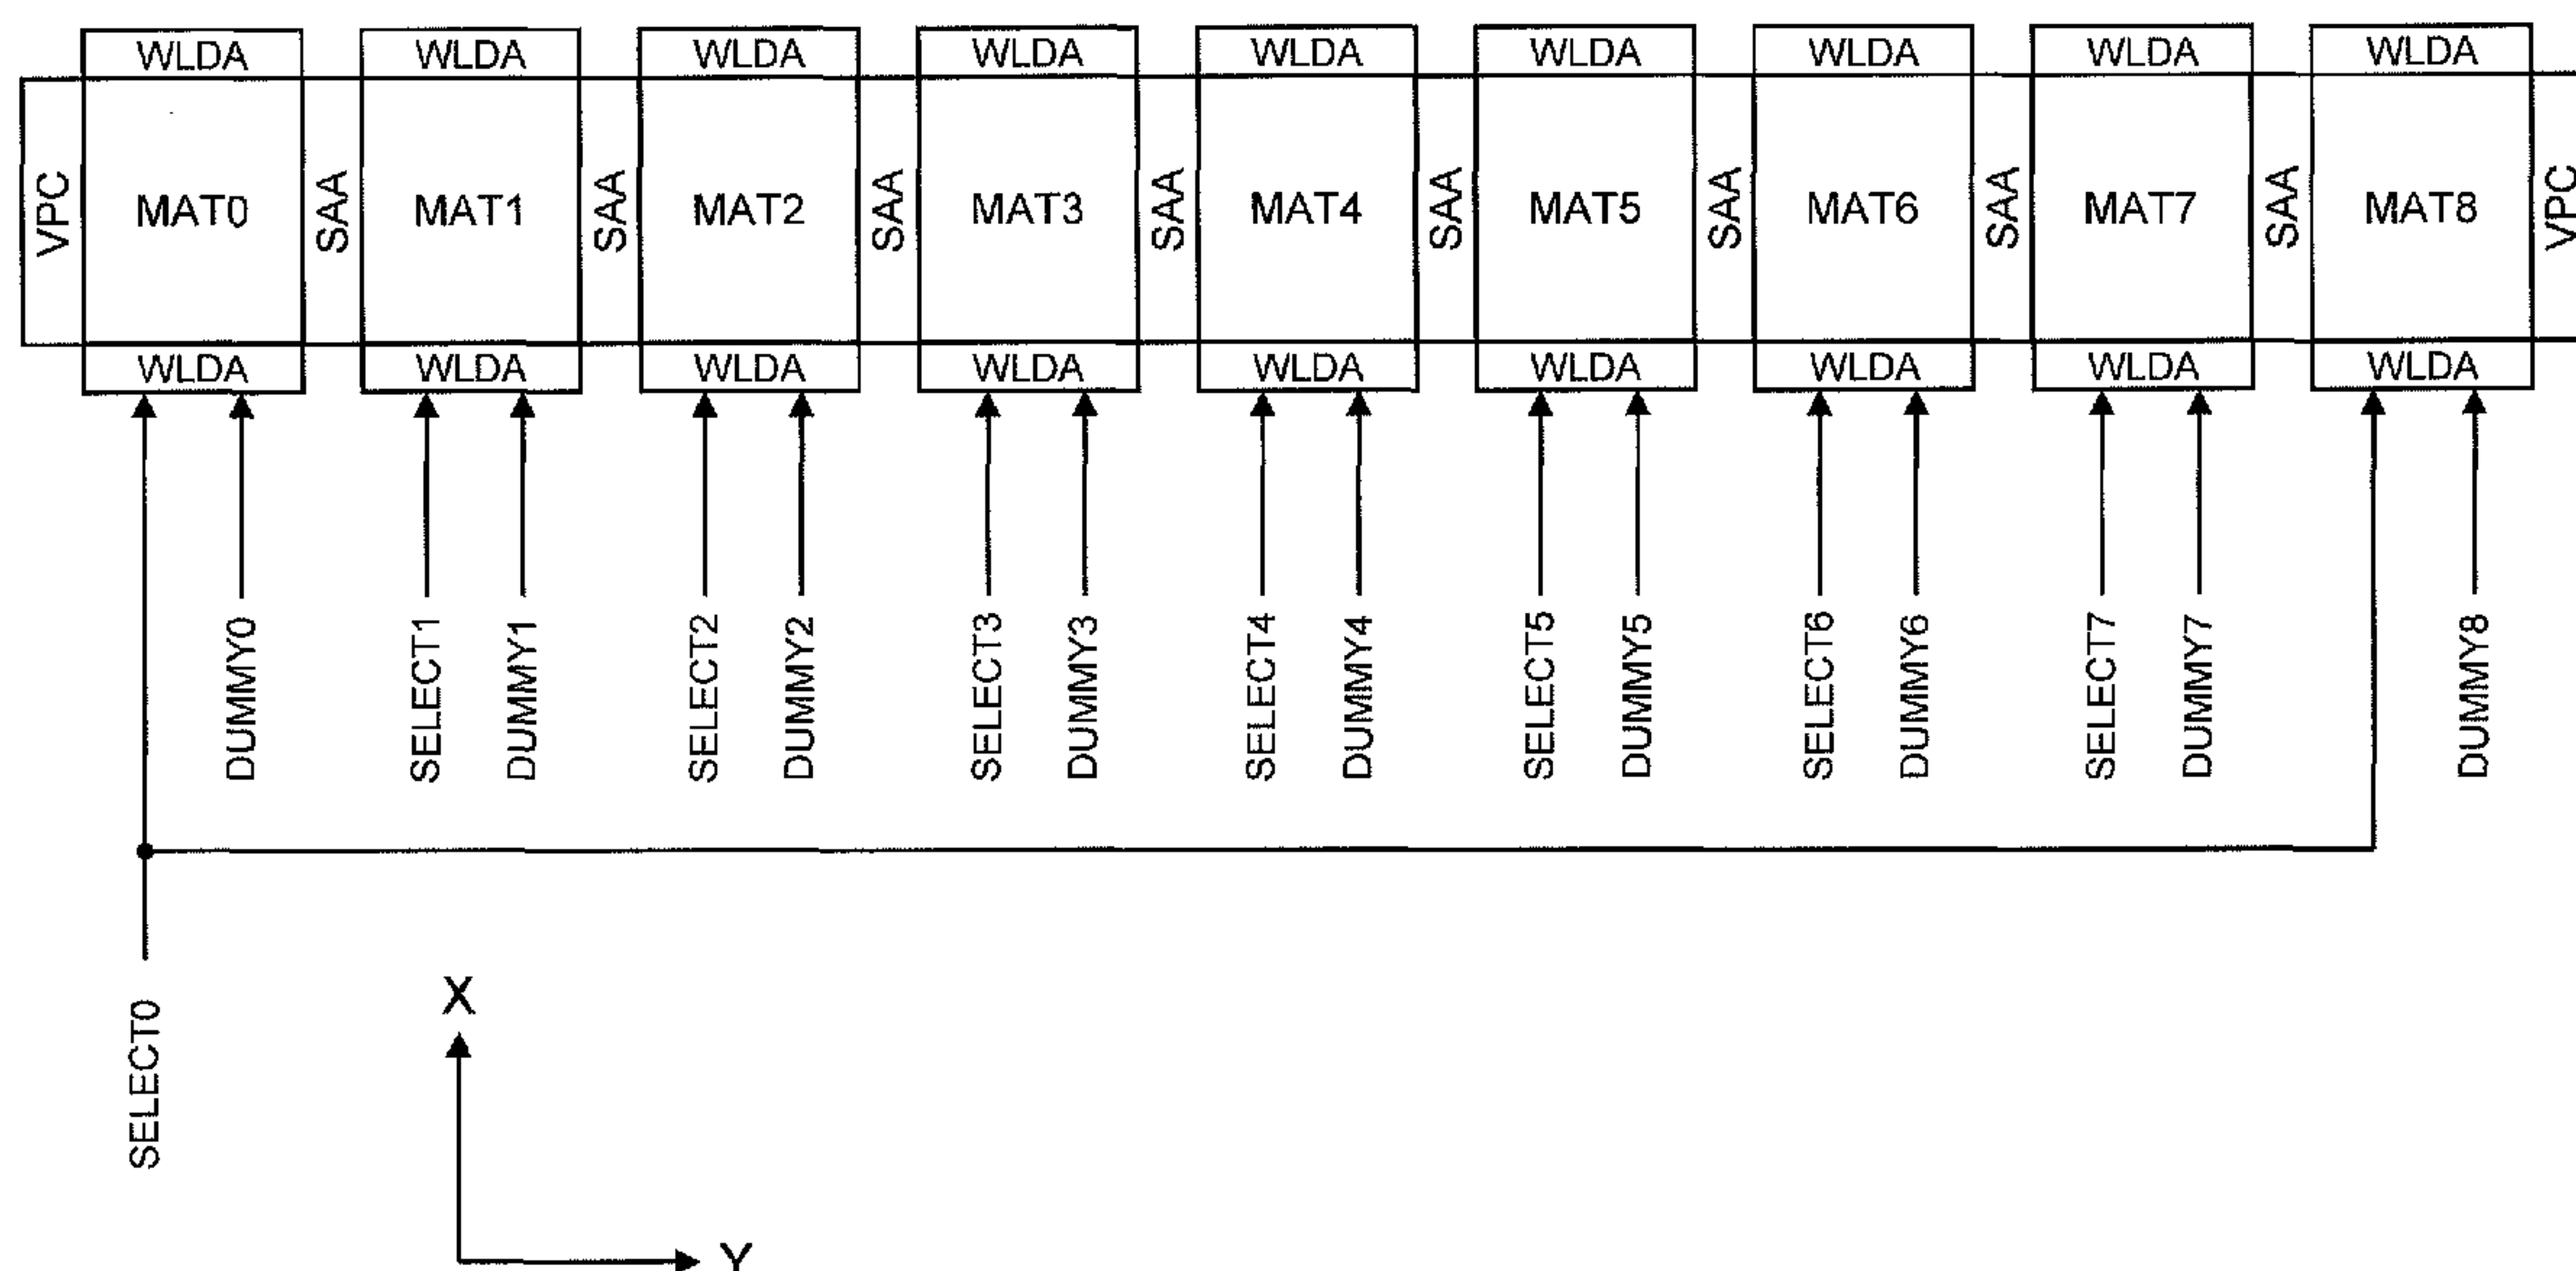 WLDA WLDA WLDA WLDA WLDA WLDA WLDA WLDA WLDA
VPC MAT0 SAA MAT1 SAA MAT2 SAA MAT3 SAA MAT4 SAA MAT5 SAA MAT6 SAA MAT7 SAA MAT8 VPC
WLDA WLDA WLDA WLDA WLDA WLDA WLDA WLDA WLDA
DUMMY0 SELECT1 DUMMY1 SELECT2 DUMMY2 SELECT3 DUMMY3 SELECT4 DUMMY4 SELECT5 DUMMY5 SELECT6 DUMMY6 SELECT7 DUMMY7 DUMMY8
SELECT0
X
Y